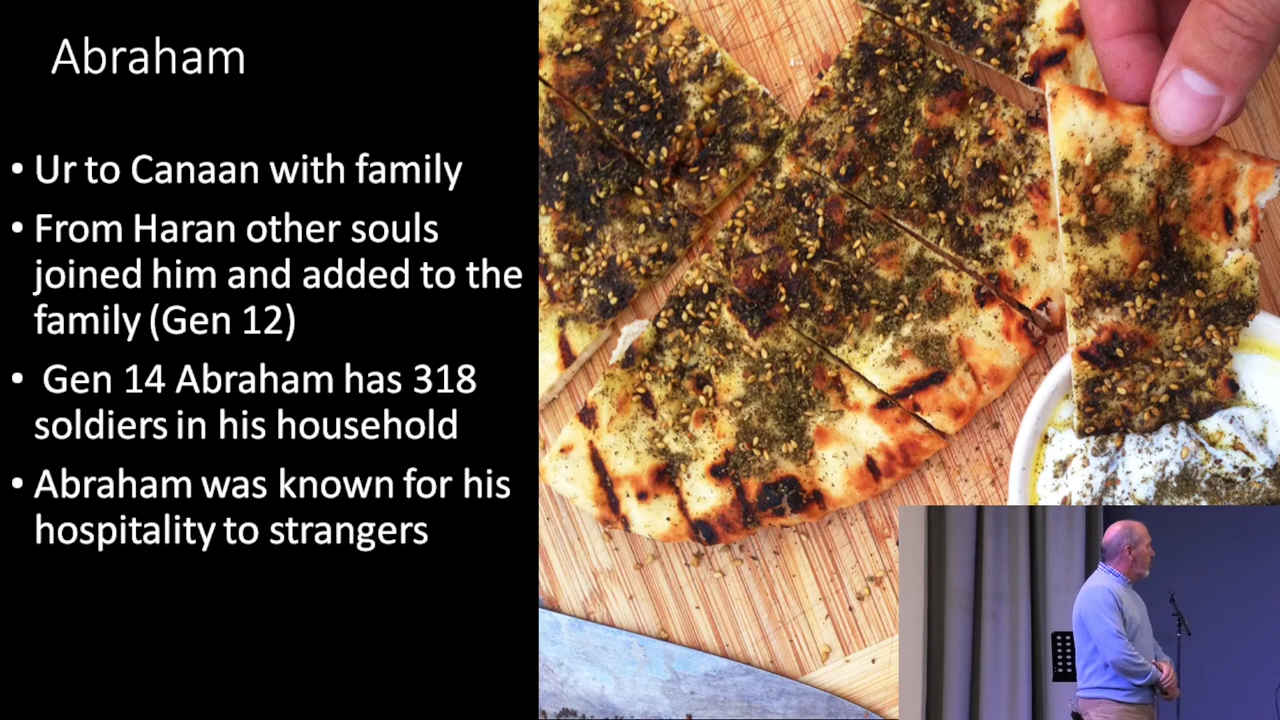 Abraham
• Ur to Canaan with family
• From Haran other souls
joined him and added to the
family (Gen 12)
• Gen 14 Abraham has 318
soldiers in his household
• Abraham was known for his
hospitality to strangers